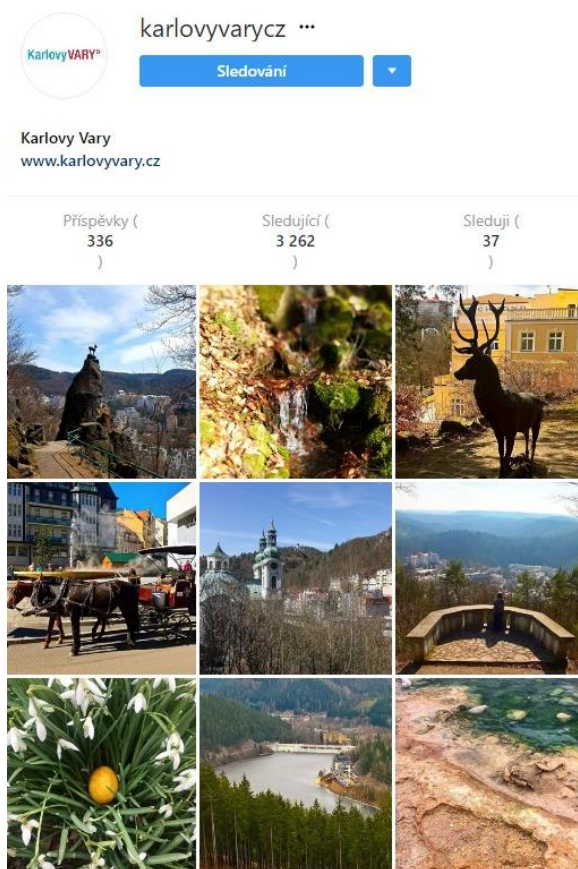 Karlovy VARY°
karlovyvarycz ···
Sledování
Karlovy Vary
www.karlovyvary.cz
Příspěvky ( Sledující ( Sleduji (
336 3 262 37
) ) )